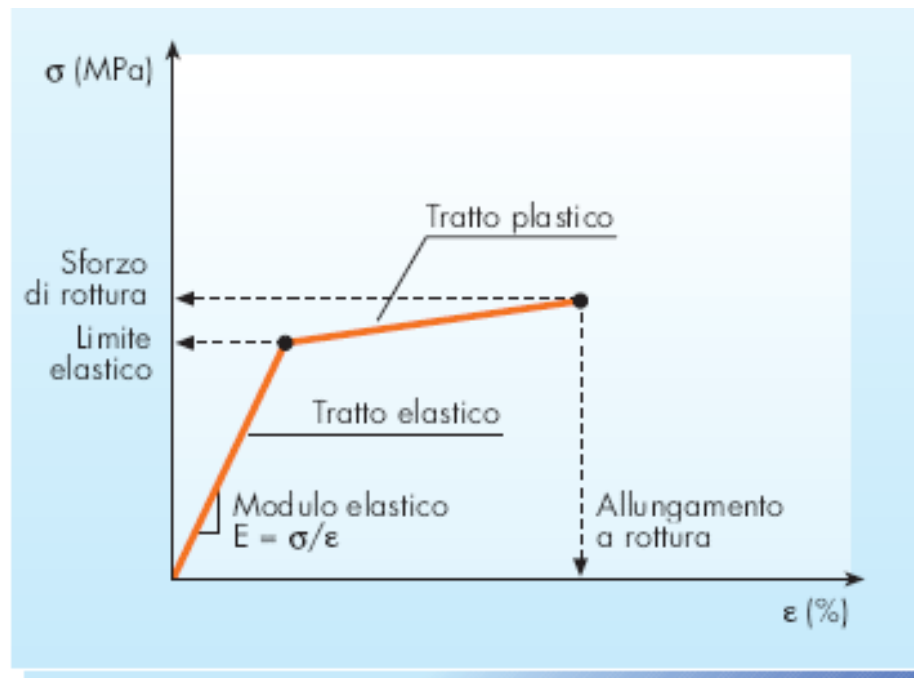 σ (MPa)
Tratto plastico
Sforzo
di rottura
Limite
elastico
Tratto elastico
Modulo elastico
E = σ/ε
Allungamento
a rottura
ε (%)